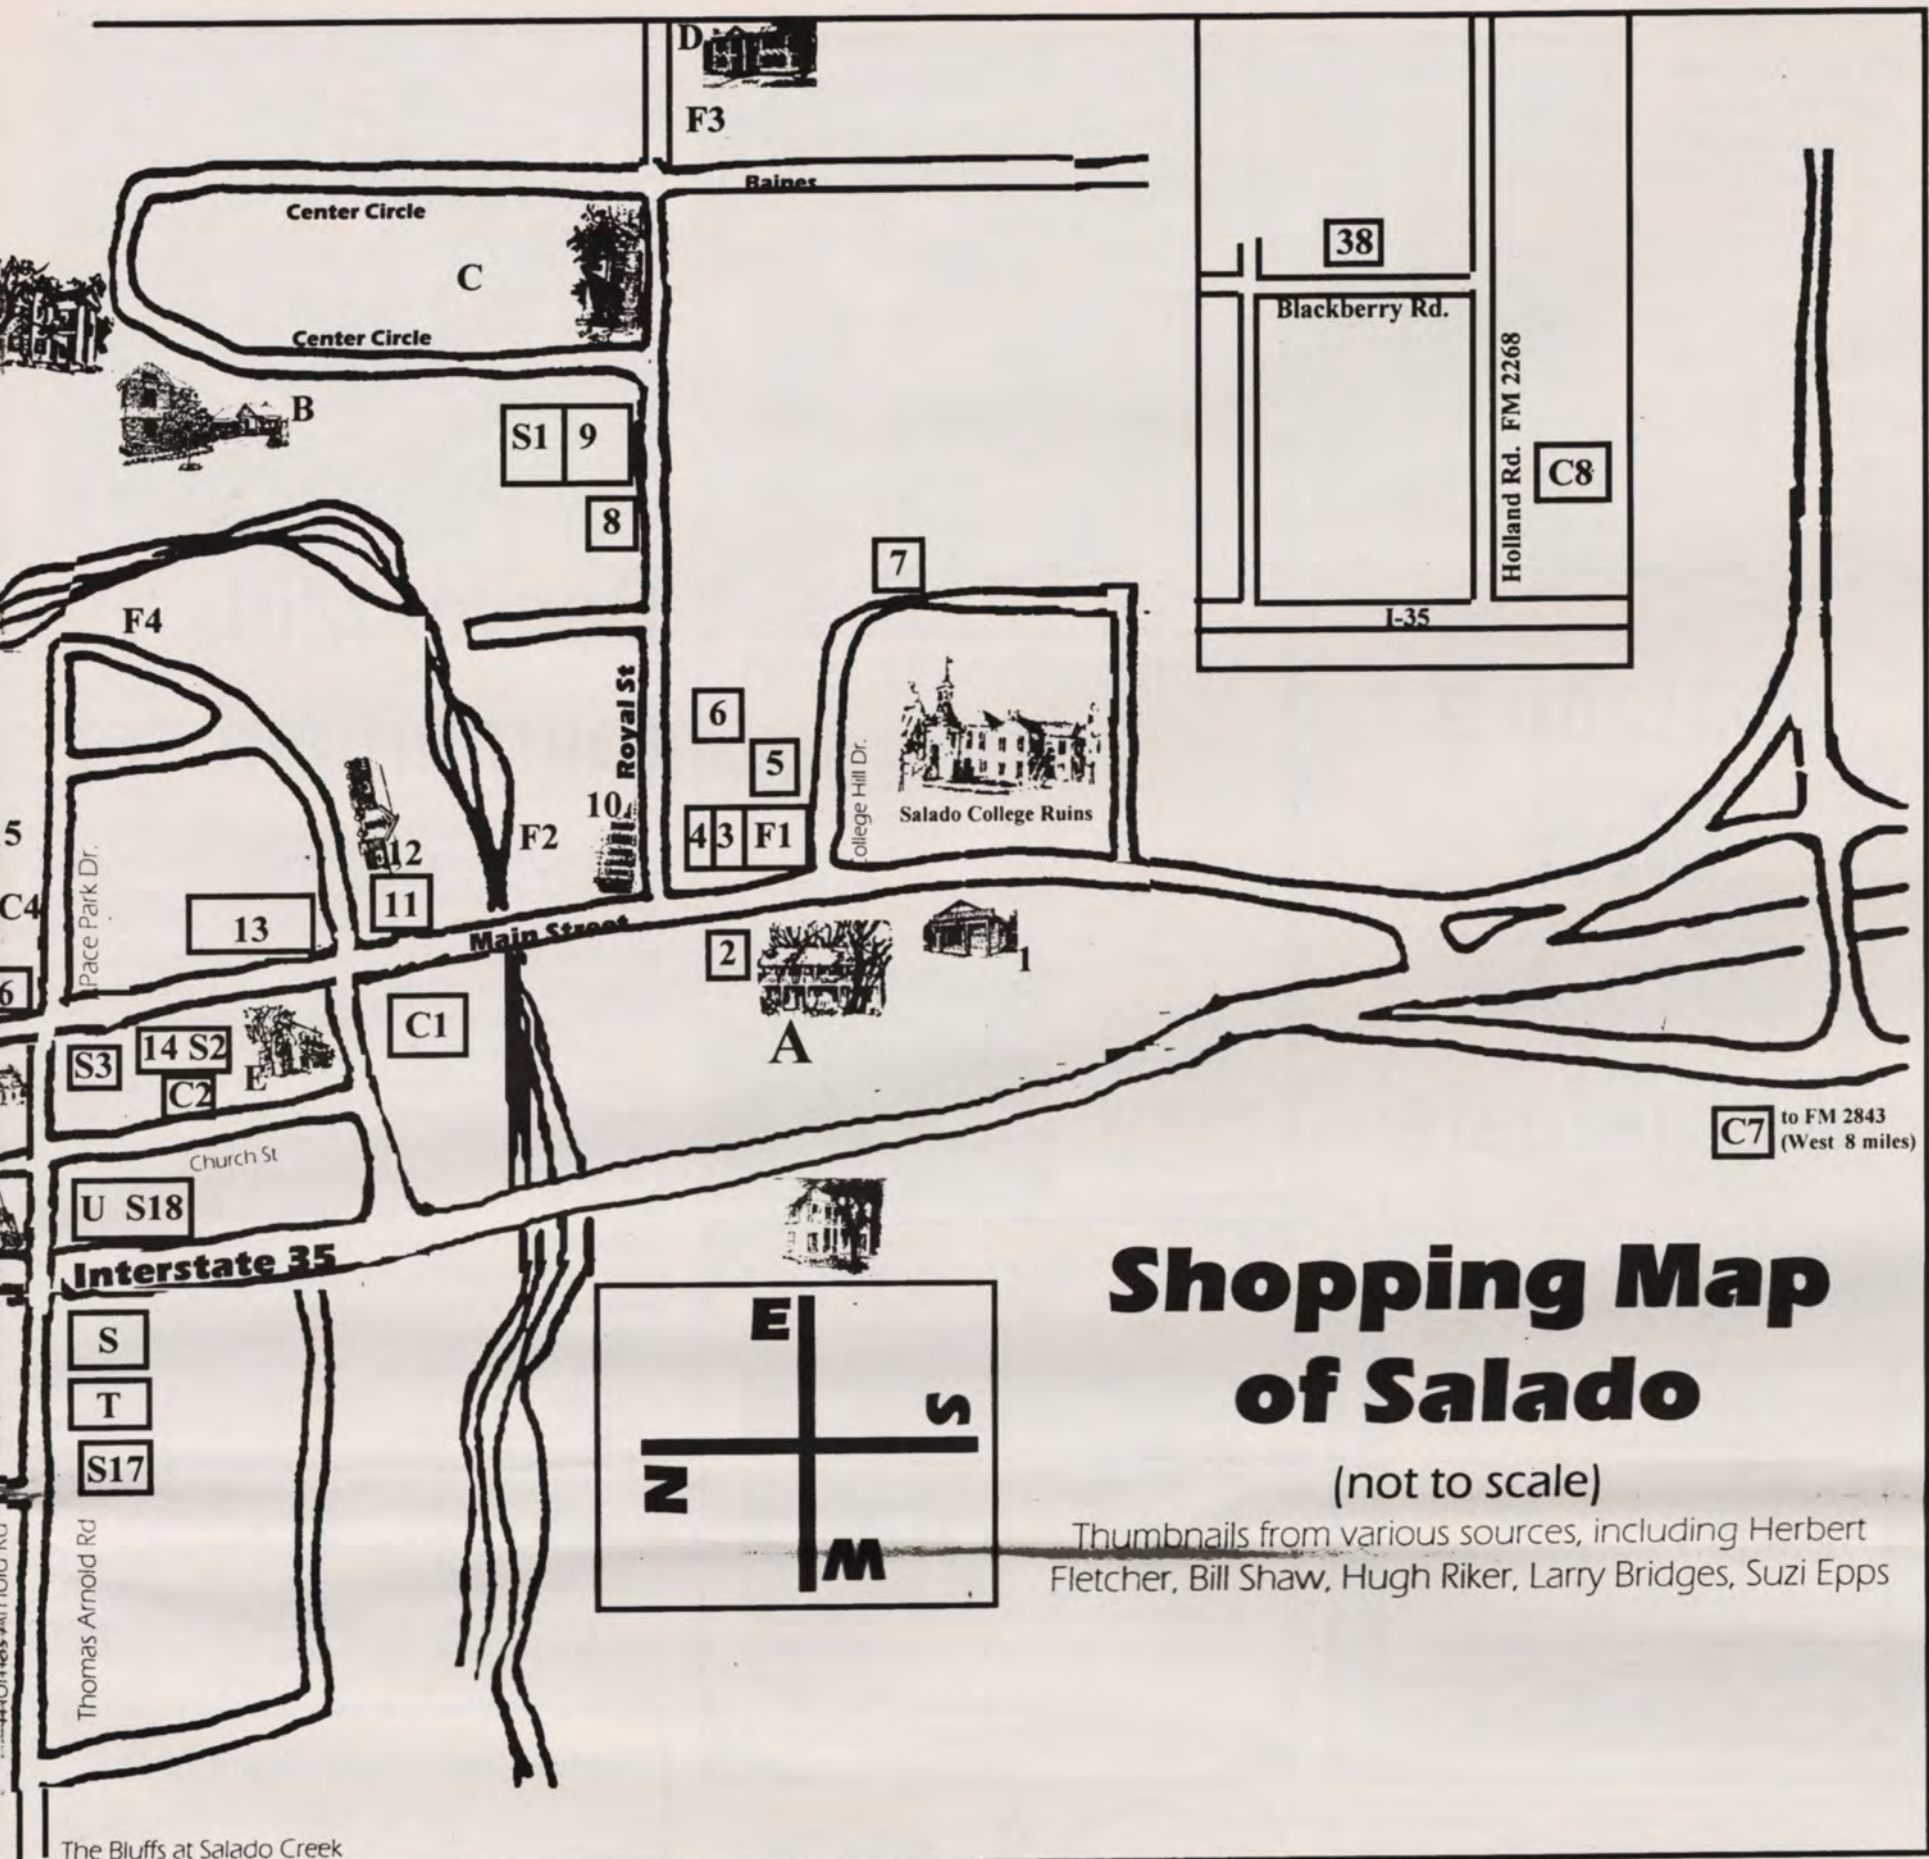 D
F3
Raines
Center Circle
C
38
Blackberry Rd.
Center Circle
B
S1 9
Holland Rd. FM 2268
C8
8
7
F4
I-35
Royal St
6
5
10
College Hill Dr.
Salado College Ruins
4 3 F1
F2
12
11
5
C4
Pace Park Dr.
13
Main Street
2
1
A
6
C1
S3
14 S2
E
C2
C7
to FM 2843
(West 8 miles)
Church St
U S18
Interstate 35
S
T
S17
E
S
N
W
Shopping Map
of Salado
(not to scale)
Thumbnails from various sources, including Herbert
Fletcher, Bill Shaw, Hugh Riker, Larry Bridges, Suzi Epps
Thomas Arnold Rd
Thomas Arnold Rd
The Bluffs at Salado Creek